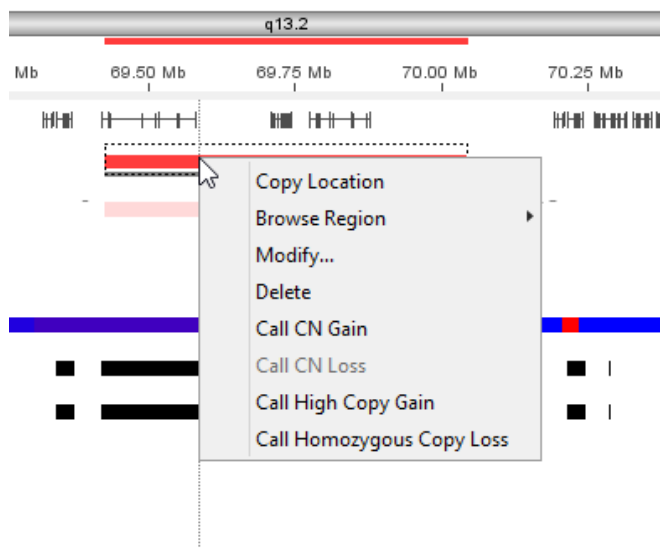 q13.2
Mb 69.50 Mb 69.75 Mb 70.00 Mb 70.25 Mb
Copy Location
Browse Region
Modify...
Delete
Call CN Gain
Call CN Loss
Call High Copy Gain
Call Homozygous Copy Loss